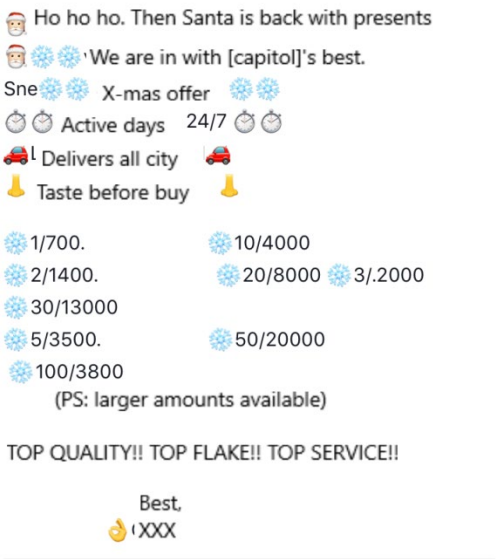 🎅 Ho ho ho. Then Santa is back with presents
🎅❄️❄️'We are in with [capitol]'s best.
Sne❄️❄️ X-mas offer ❄️❄️
⏱️⏱️ Active days 24/7 ⏱️⏱️
🚗l Delivers all city 🚗
👃 Taste before buy 👃
❄️1/700. ❄️10/4000
❄️2/1400. ❄️20/8000 ❄️3/.2000
❄️30/13000
❄️5/3500. ❄️50/20000
❄️100/3800
(PS: larger amounts available)
TOP QUALITY!! TOP FLAKE!! TOP SERVICE!!
Best,
👌(XXX